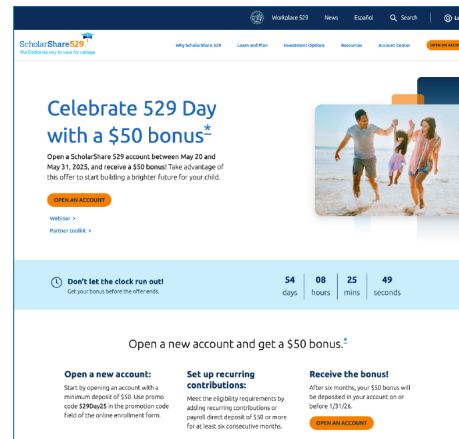 Workplace 529 News Español Search
ScholarShare529
The California way to save for college
Why ScholarShare 529 Learn and Plan Investment Options Resources Account Center OPEN AN
Celebrate 529 Day
with a $50 bonus*
Open a ScholarShare 529 account between May 20 and
May 31, 2025, and receive a $50 bonus! Take advantage of
this offer to start building a brighter future for your child.
OPEN AN ACCOUNT
Webinar >
Partner toolkit >
Don't let the clock run out!
Get your bonus before the offer ends.
54 08 25 49
days hours mins seconds
Open a new account and get a $50 bonus.*
Open a new account:
Start by opening an account with a
minimum deposit of $50. Use promo
code 529Day25 in the promotion code
field of the online enrollment form.
Set up recurring
contributions:
Meet the eligibility requirements by
adding recurring contributions or
payroll direct deposit of $50 or more
for at least six consecutive months.
Receive the bonus!
After six months, your $50 bonus will
be deposited in your account on or
before 1/31/26.
OPEN AN ACCOUNT